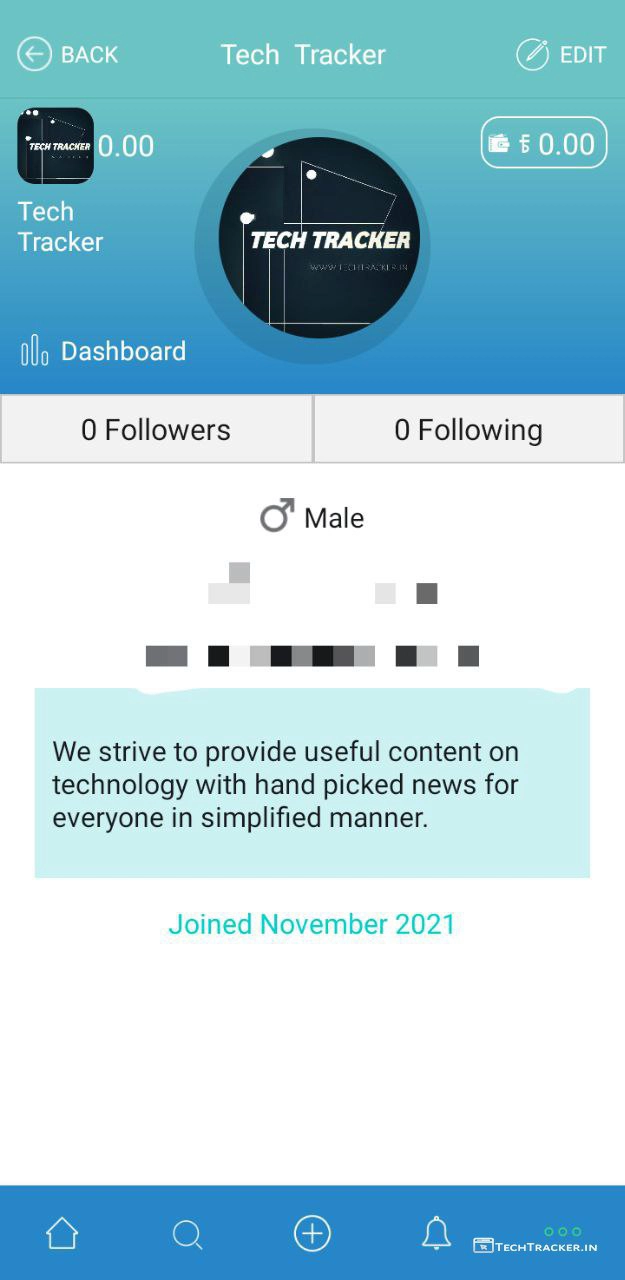 BACK
Tech Tracker
EDIT
TECH TRACKER
0.00
0.00
Tech
Tracker
TECH TRACKER
WWW.TECHTRACKER.IN
Dashboard
0 Followers
0 Following
Male
We strive to provide useful content on
technology with hand picked news for
everyone in simplified manner.
Joined November 2021
TECHTRACKER.IN